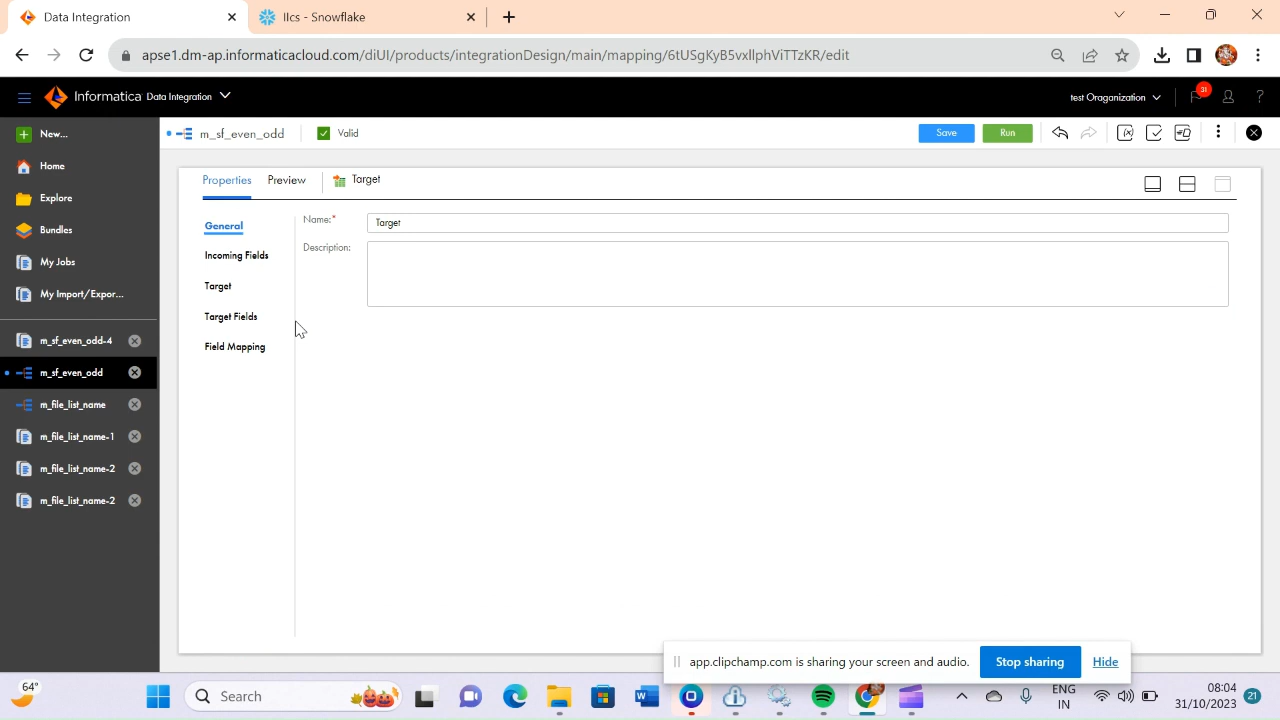 Data Integration
IIcs - Snowflake
apse1.dm-ap.informaticacloud.com/diUI/products/integrationDesign/main/mapping/6tUSgKyB5vxllphViTTzKR/edit
Informatica Data Integration
test Oraganization
31
New...
m_sf_even_odd
Valid
Save
Run
Home
Explore
Bundles
My Jobs
My Import/Expor...
m_sf_even_odd-4
m_sf_even_odd
m_file_list_name
m_file_list_name-1
m_file_list_name-2
m_file_list_name-2
Properties
Preview
Target
General
Incoming Fields
Target
Target Fields
Field Mapping
Name:*
Target
Description:
app.clipchamp.com is sharing your screen and audio.
Stop sharing
Hide
64°
Search
ENG
IN
08:04
31/10/2023
21